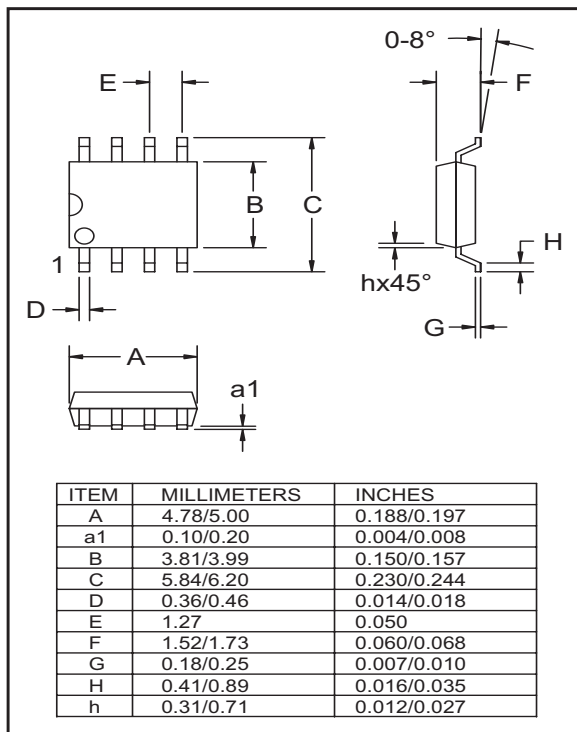 0-8°
E
F
B
C
1
H
hx45°
D
G
A
a1
ITEM MILLIMETERS INCHES
A 4.78/5.00 0.188/0.197
a1 0.10/0.20 0.004/0.008
B 3.81/3.99 0.150/0.157
C 5.84/6.20 0.230/0.244
D 0.36/0.46 0.014/0.018
E 1.27 0.050
F 1.52/1.73 0.060/0.068
G 0.18/0.25 0.007/0.010
H 0.41/0.89 0.016/0.035
h 0.31/0.71 0.012/0.027